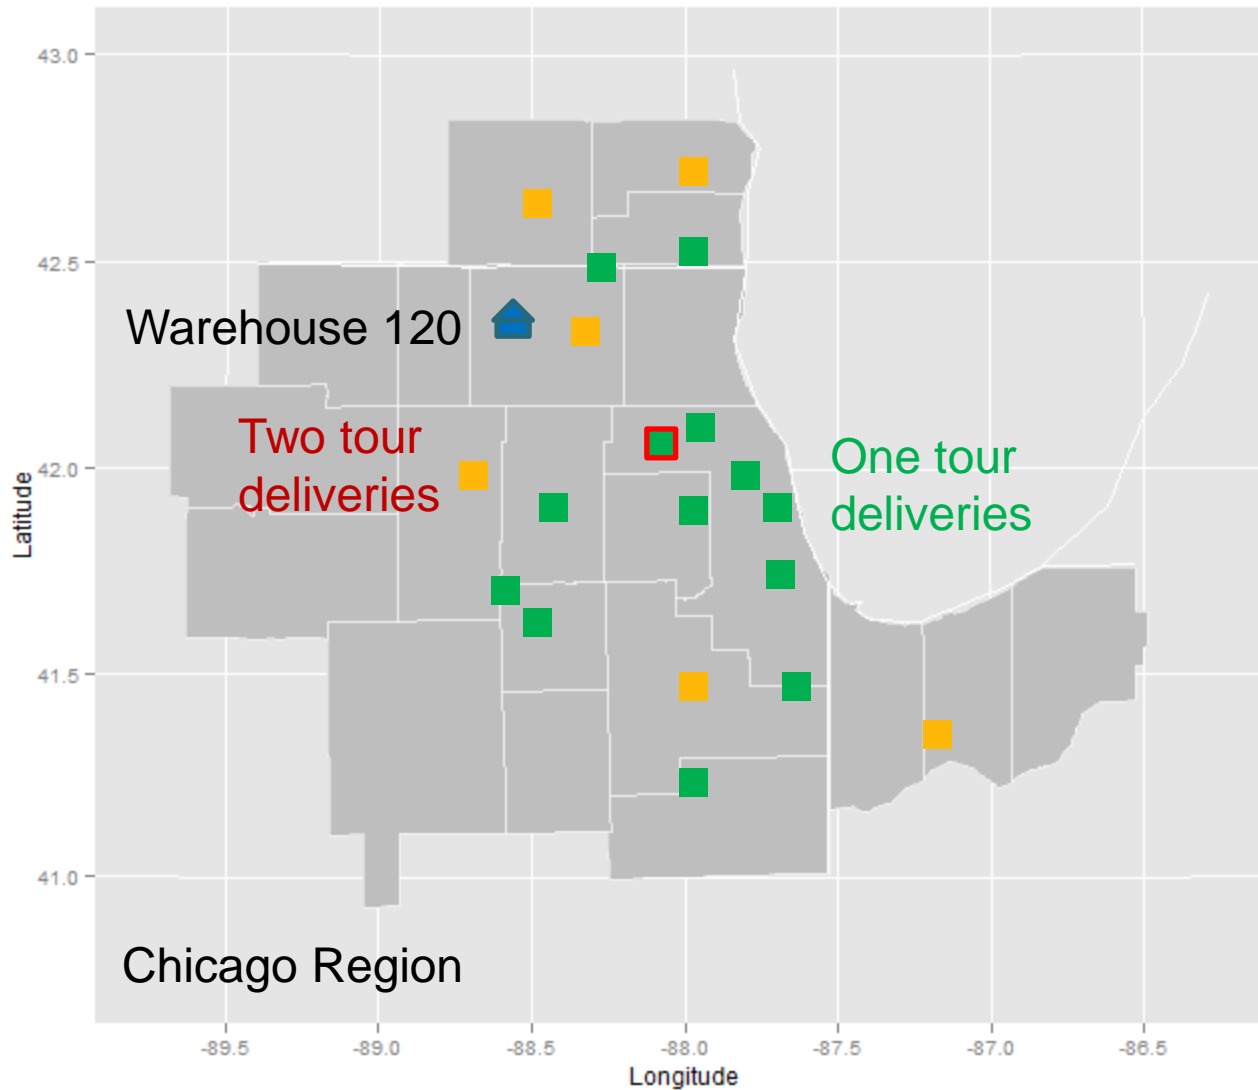 43.0
42.5
Warehouse 120
Two tour
deliveries
One tour
deliveries
42.0
Latitude
41.5
41.0
Chicago Region
-89.5
-89.0
-88.5
-88.0
-87.5
-87.0
-86.5
Longitude